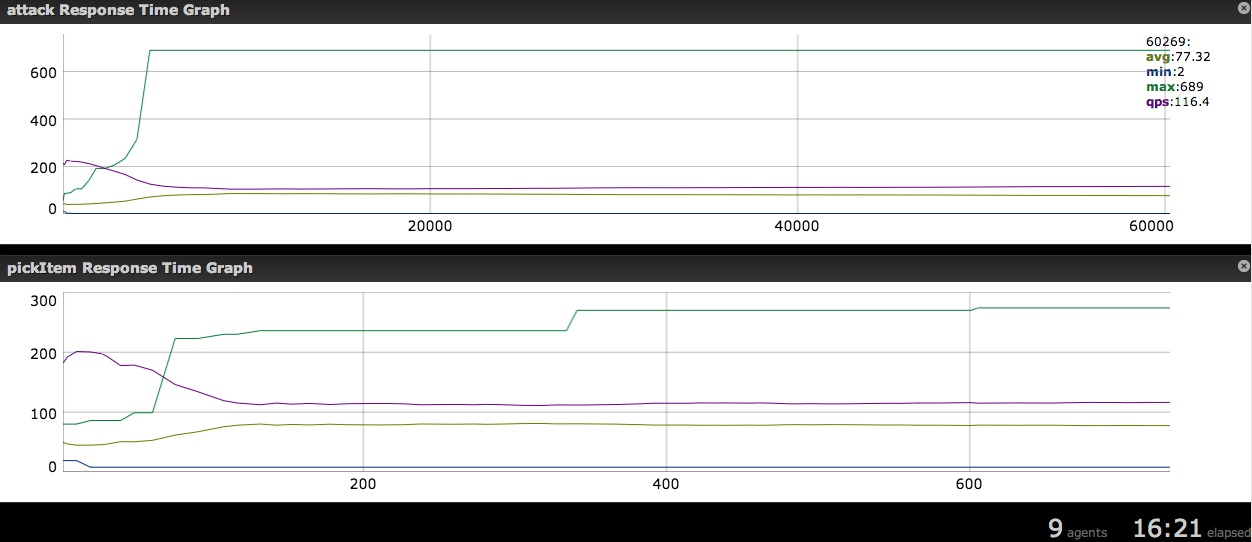 attack Response Time Graph
60269:
avg:77.32
min:2
max:689
qps:116.4
600
400
200
0
20000 40000 60000
pickItem Response Time Graph
300
200
100
0
200 400 600
9 agents 16:21 elapsed